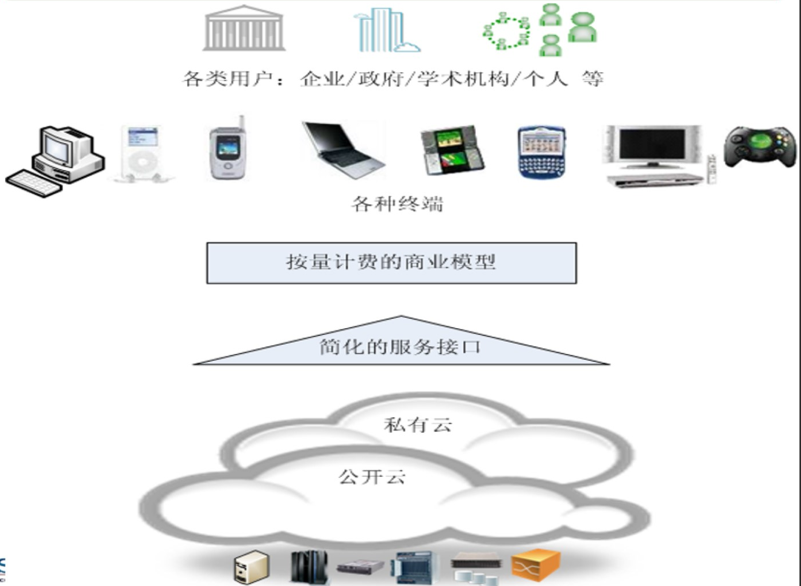 各类用户：企业/政府/学术机构/个人 等
各种终端
按量计费的商业模型
简化的服务接口
私有云
公开云